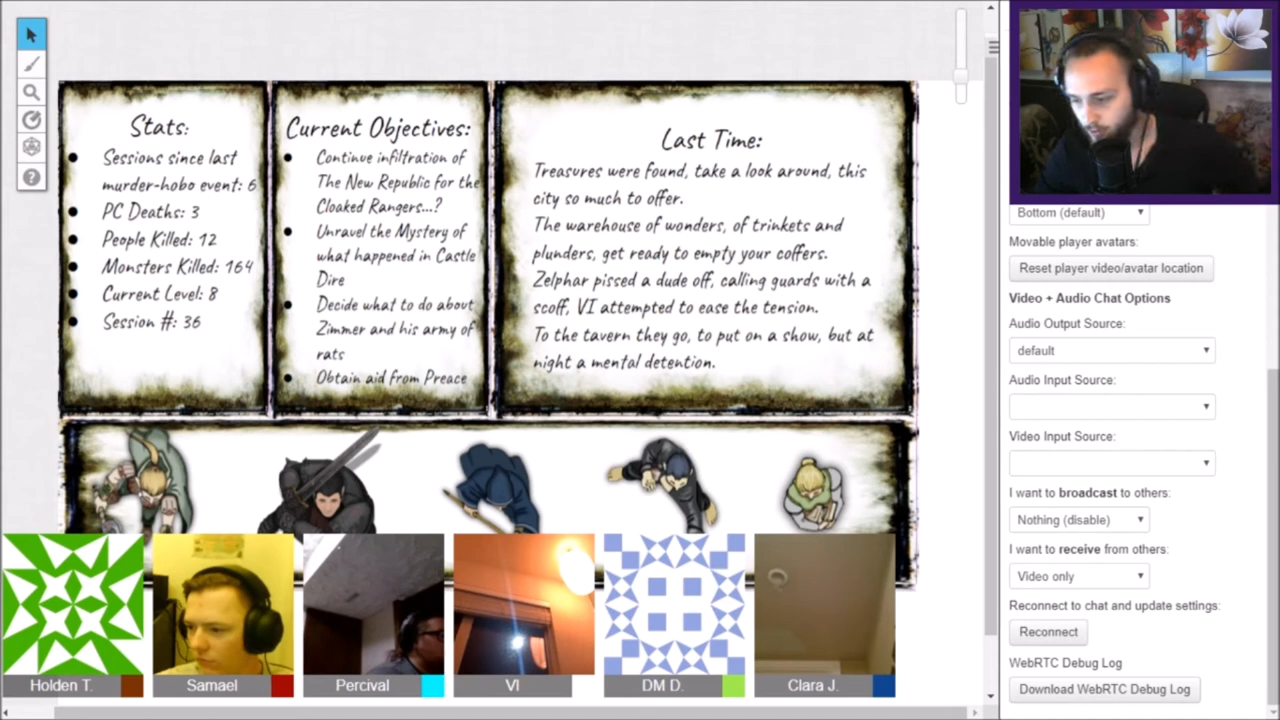 Stats:
Sessions since last
murder-hobo event: 6
PC Deaths: 3
People Killed: 12
Monsters Killed: 164
Current Level: 8
Session #: 36
Current Objectives:
Continue infiltration of
The New Republic for the
Cloaked Rangers...?
Unravel the Mystery of
what happened in Castle
Dire
Decide what to do about
Zimmer and his army of
rats
Obtain aid from Preace
Last Time:
Treasures were found, take a look around, this
city so much to offer.
The warehouse of wonders, of trinkets and
plunders, get ready to empty your coffers.
Zelphar pissed a dude off, calling guards with a
scoff, VI attempted to ease the tension.
To the tavern they go, to put on a show, but at
night a mental detention.
Holden T.
Samael
Percival
VI
DM D.
Clara J.
Bottom (default)
Movable player avatars:
Reset player video/avatar location
Video + Audio Chat Options
Audio Output Source:
default
Audio Input Source:
Video Input Source:
I want to broadcast to others:
Nothing (disable)
I want to receive from others:
Video only
Reconnect to chat and update settings:
Reconnect
WebRTC Debug Log
Download WebRTC Debug Log